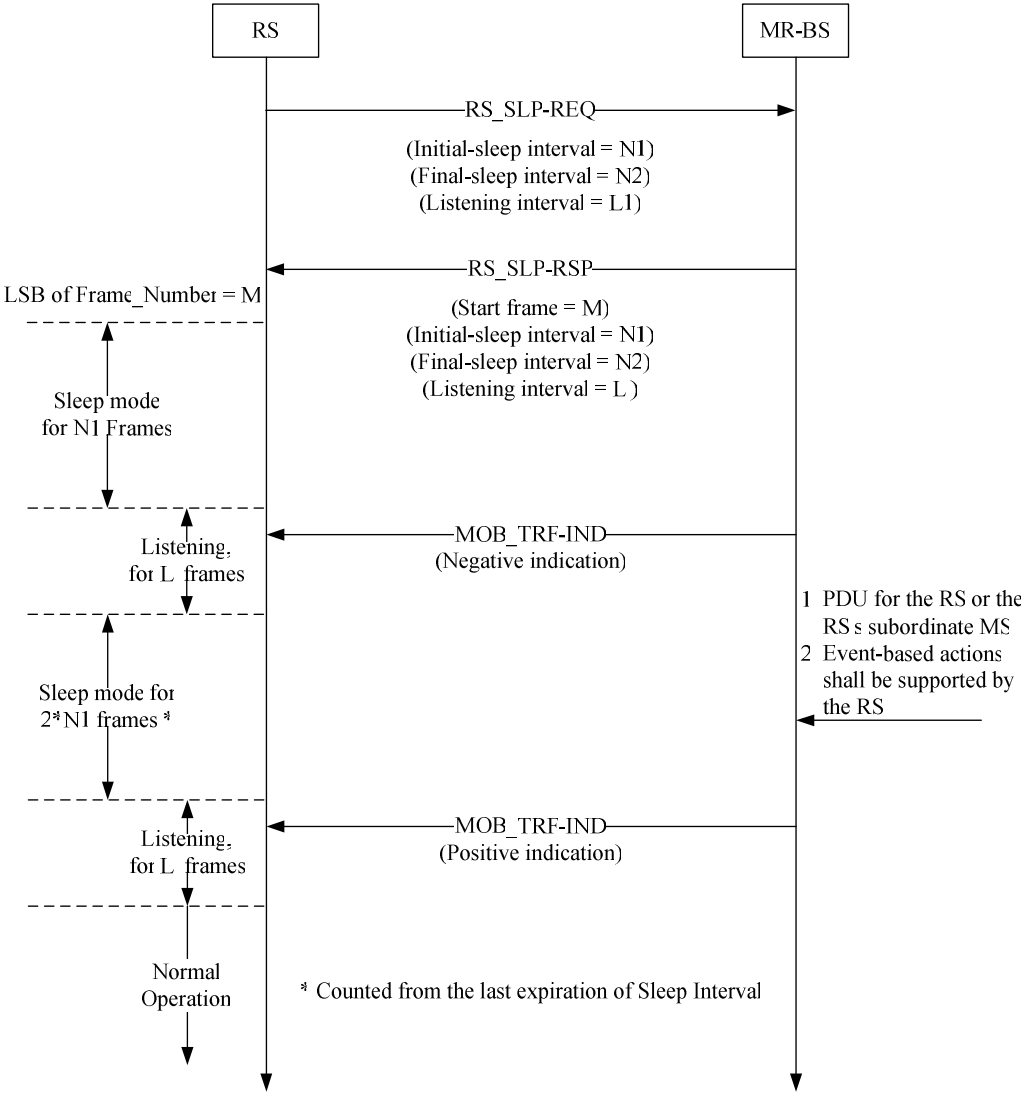 RS
MR-BS
RS_SLP-REQ
(Initial-sleep interval = N1)
(Final-sleep interval = N2)
(Listening interval = L1)
RS_SLP-RSP
LSB of Frame_Number = M
(Start frame = M)
(Initial-sleep interval = N1)
(Final-sleep interval = N2)
(Listening interval = L )
Sleep mode
for N1 Frames
MOB_TRF-IND
(Negative indication)
Listening,
for L frames
1 PDU for the RS or the
RS s subordinate MS
2 Event-based actions
shall be supported by
the RS
Sleep mode for
2*N1 frames *
MOB_TRF-IND
(Positive indication)
Listening,
for L frames
Normal
Operation
* Counted from the last expiration of Sleep Interval